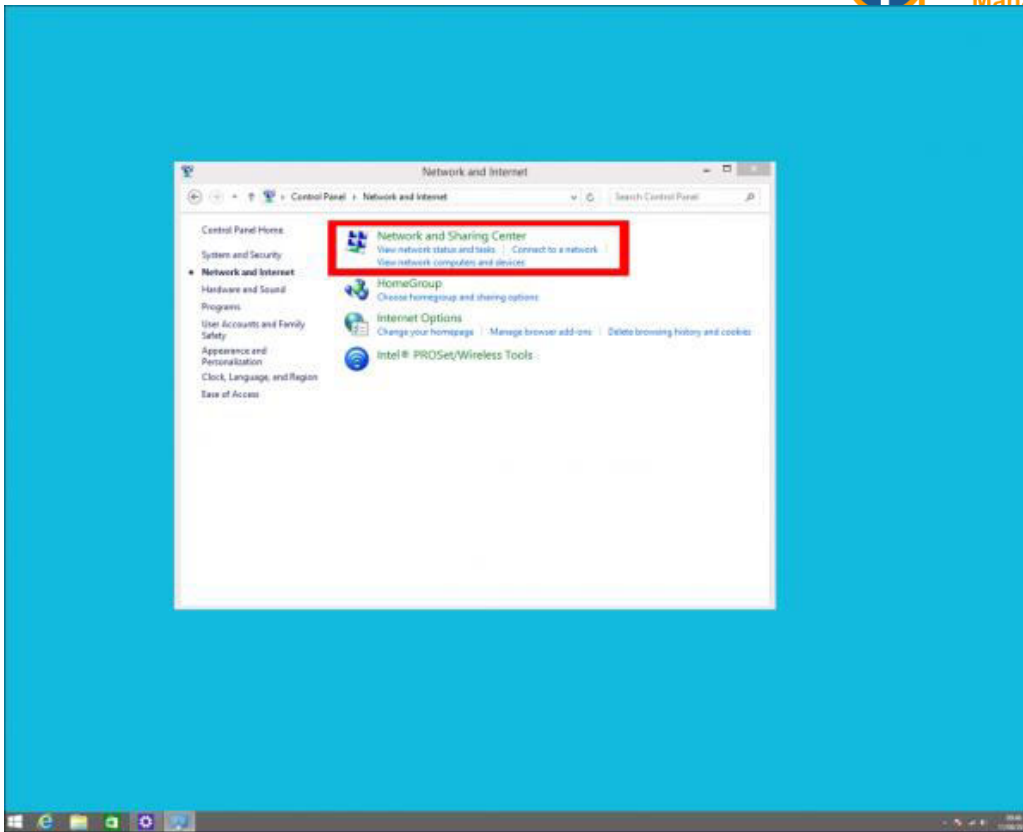 Network and Internet
Control Panel Network and Internet
Search Control Panel
Control Panel Home
System and Security
Network and Internet
Hardware and Sound
Programs
User Accounts and Family
Safety
Appearance and
Personalization
Clock, Language, and Region
Ease of Access
Network and Sharing Center
View network status and tasks Connect to a network
View network computers and devices
HomeGroup
Choose homegroup and sharing options
Internet Options
Change your homepage Manage browser add-ons Delete browsing history and cookies
Intel® PROSet/Wireless Tools